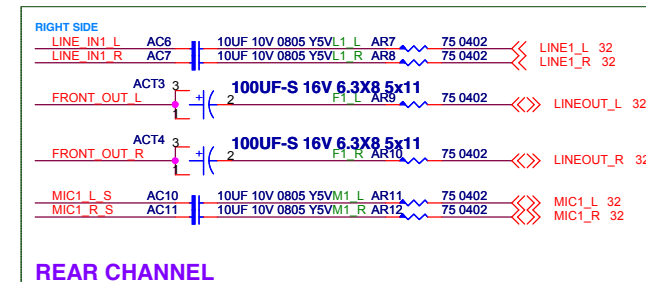 RIGHT SIDE
LINE_IN1_L AC6 10UF 10V 0805 Y5V L1_L AR7 75 0402 LINE1_L 32
LINE_IN1_R AC7 10UF 10V 0805 Y5V L1_R AR8 75 0402 LINE1_R 32
ACT3 3 100UF-S 16V 6.3X8 5x11
FRONT_OUT_L + 2 F1_L AR9 75 0402 LINEOUT_L 32
1
ACT4 3 100UF-S 16V 6.3X8 5x11
FRONT_OUT_R + 2 F1_R AR10 75 0402 LINEOUT_R 32
1
MIC1_L_S AC10 10UF 10V 0805 Y5V M1_L AR11 75 0402 MIC1_L 32
MIC1_R_S AC11 10UF 10V 0805 Y5V M1_R AR12 75 0402 MIC1_R 32
REAR CHANNEL